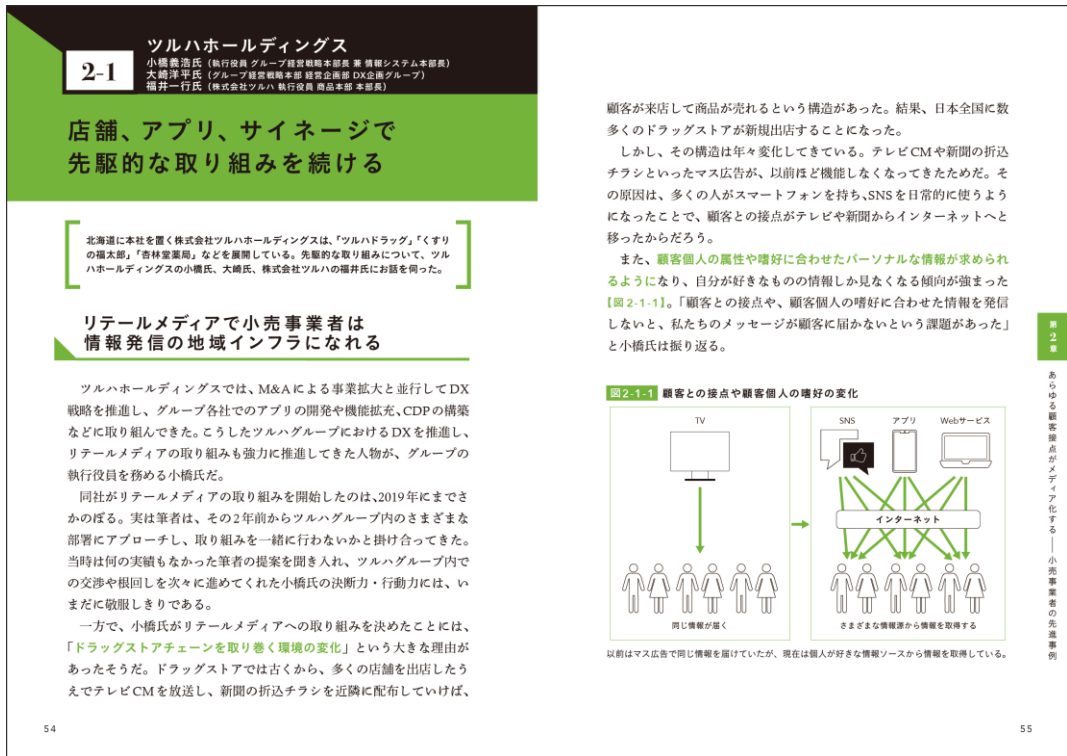 2-1
ツルハホールディングス
小橋義浩氏（執行役員 グループ経営戦略本部長 兼 情報システム本部長）
大崎洋平氏（グループ経営戦略本部 経営企画部 DX企画グループ）
福井一行氏（株式会社ツルハ 執行役員 商品本部 本部長）
店舗、アプリ、サイネージで
先駆的な取り組みを続ける
北海道に本社を置く株式会社ツルハホールディングスは、「ツルハドラッグ」「くすり
の福太郎」「杏林堂薬局」などを展開している。先駆的な取り組みについて、ツル
ハホールディングスの小橋氏、大崎氏、株式会社ツルハの福井氏にお話を伺った。
リテールメディアで小売事業者は
情報発信の地域インフラになれる
ツルハホールディングスでは、M&Aによる事業拡大と並行してDX
戦略を推進し、グループ各社でのアプリの開発や機能拡充、CDPの構築
などに取り組んできた。こうしたツルハグループにおけるDXを推進し、
リテールメディアの取り組みも強力に推進してきた人物が、グループの
執行役員を務める小橋氏だ。
同社がリテールメディアの取り組みを開始したのは、2019年にまでさ
かのぼる。実は筆者は、その2年前からツルハグループ内のさまざまな
部署にアプローチし、取り組みを一緒に行わないかと掛け合ってきた。
当時は何の実績もなかった筆者の提案を聞き入れ、ツルハグループ内で
の交渉や根回しを次々に進めてくれた小橋氏の決断力・行動力には、い
まだに敬服しきりである。
一方で、小橋氏がリテールメディアへの取り組みを決めたことには、
「ドラッグストアチェーンを取り巻く環境の変化」という大きな理由が
あったそうだ。ドラッグストアでは古くから、多くの店舗を出店したう
えでテレビCMを放送し、新聞の折込チラシを近隣に配布していけば、
54
顧客が来店して商品が売れるという構造があった。結果、日本全国に数
多くのドラッグストアが新規出店することになった。
しかし、その構造は年々変化してきている。テレビCMや新聞の折込
チラシといったマス広告が、以前ほど機能しなくなってきたためだ。そ
の原因は、多くの人がスマートフォンを持ち、SNSを日常的に使うよう
になったことで、顧客との接点がテレビや新聞からインターネットへと
移ったからだろう。
また、顧客個人の属性や嗜好に合わせたパーソナルな情報が求められ
るようになり、自分が好きなものの情報しか見なくなる傾向が強まった
【図2-1-1】。「顧客との接点や、顧客個人の嗜好に合わせた情報を発信
しないと、私たちのメッセージが顧客に届かないという課題があった」
と小橋氏は振り返る。
図2-1-1 顧客との接点や顧客個人の嗜好の変化
TV
同じ情報が届く
SNS アプリ Webサービス
インターネット
さまざまな情報源から情報を取得する
以前はマス広告で同じ情報を届けていたが、現在は個人が好きな情報ソースから情報を取得している。
第2章
あらゆる顧客接点がメディア化する——小売事業者の先進事例
55